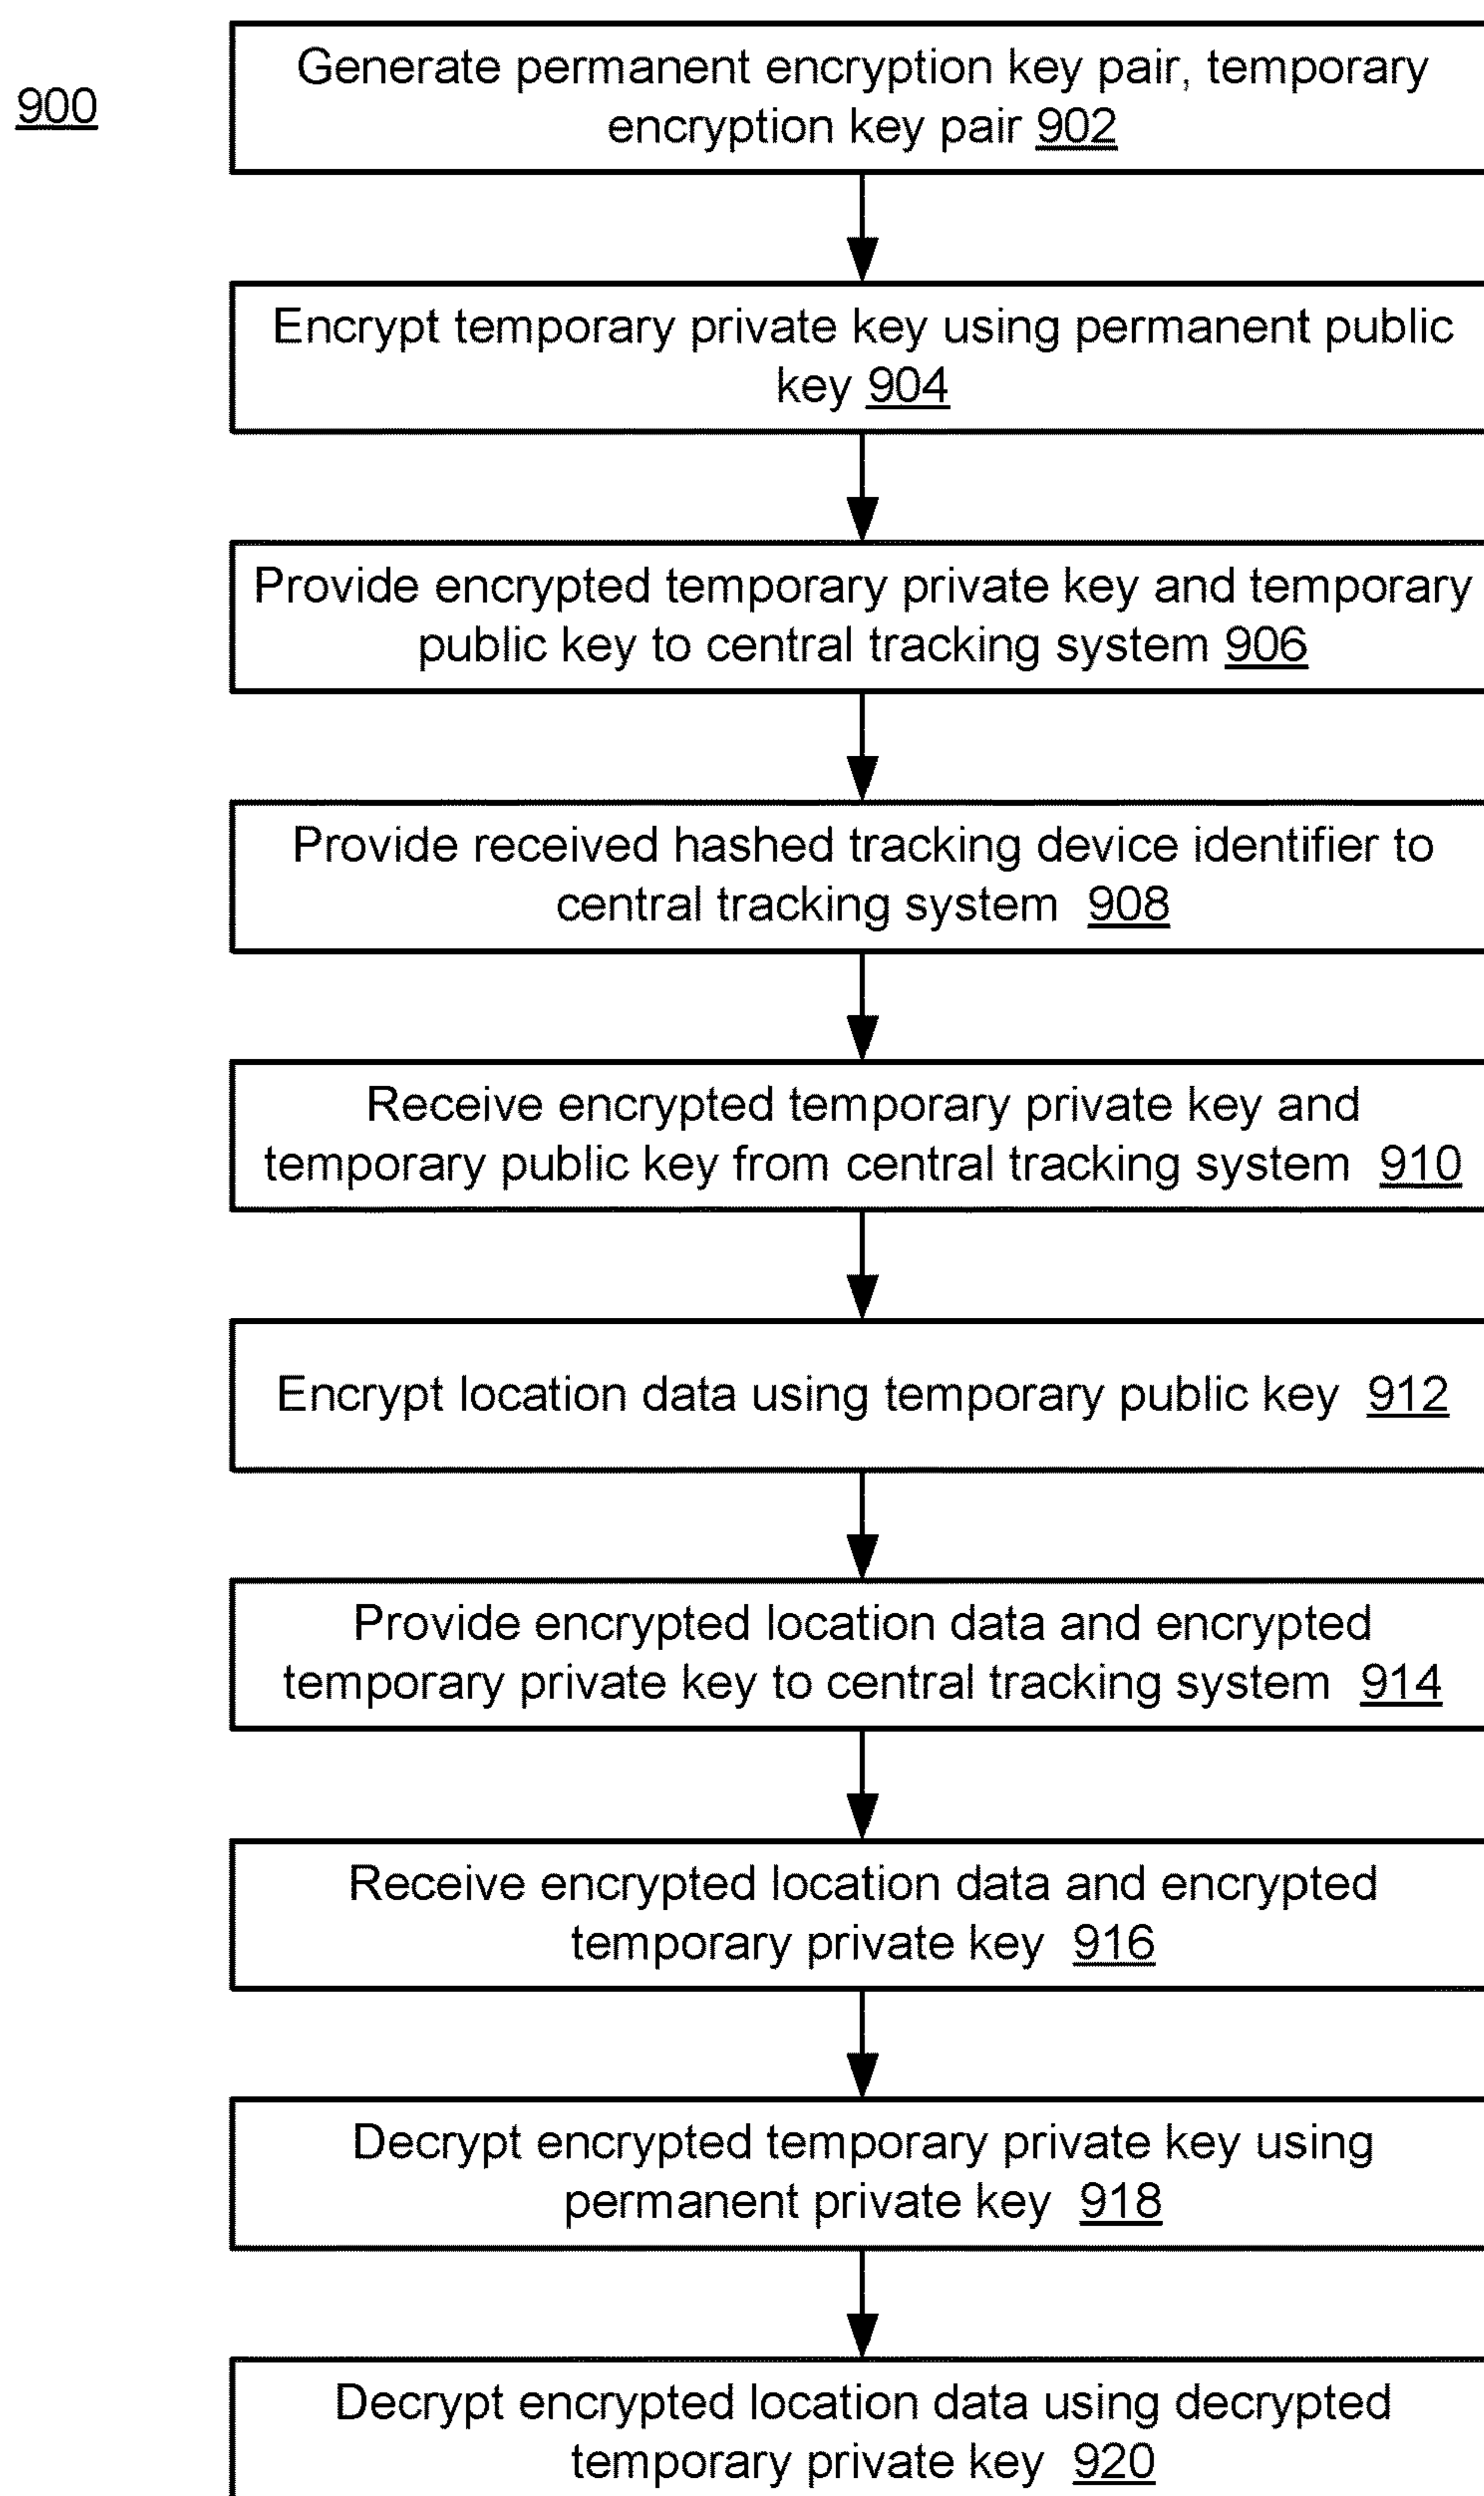 900
Generate permanent encryption key pair, temporary
encryption key pair 902
Encrypt temporary private key using permanent public
key 904
Provide encrypted temporary private key and temporary
public key to central tracking system 906
Provide received hashed tracking device identifier to
central tracking system 908
Receive encrypted temporary private key and
temporary public key from central tracking system 910
Encrypt location data using temporary public key 912
Provide encrypted location data and encrypted
temporary private key to central tracking system 914
Receive encrypted location data and encrypted
temporary private key 916
Decrypt encrypted temporary private key using
permanent private key 918
Decrypt encrypted location data using decrypted
temporary private key 920